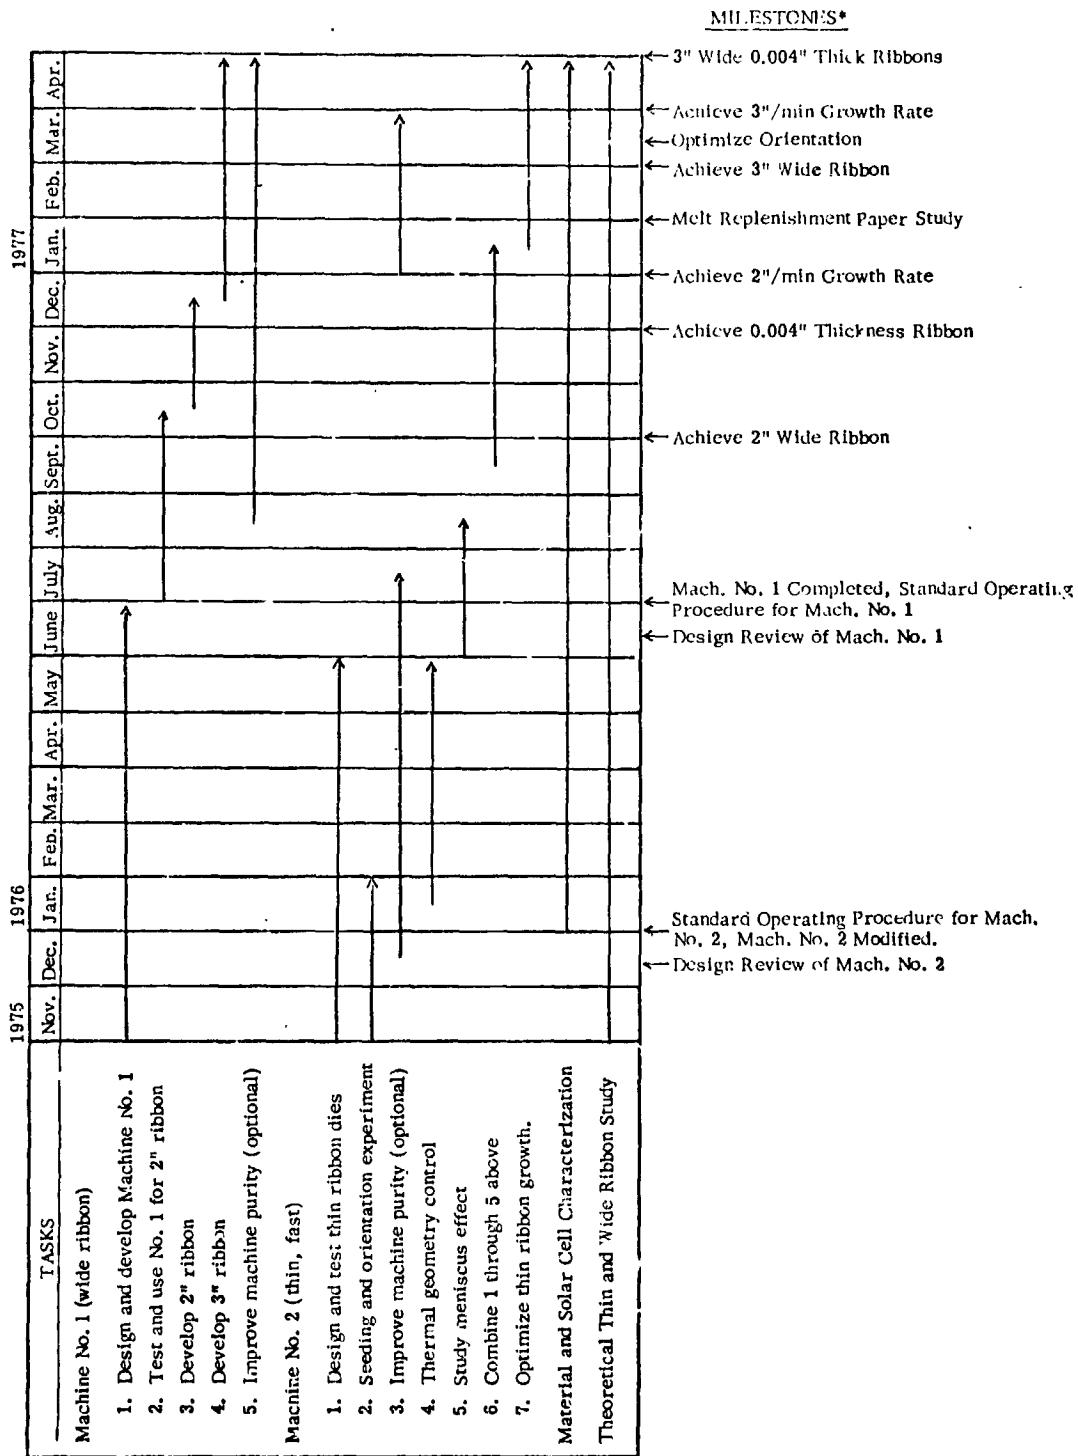 MILESTONES*
3" Wide 0.004" Thick Ribbons
Achieve 3"/min Growth Rate
Optimize Orientation
Achieve 3" Wide Ribbon
Melt Replenishment Paper Study
Achieve 2"/min Growth Rate
Achieve 0.004" Thickness Ribbon
Achieve 2" Wide Ribbon
Mach. No. 1 Completed, Standard Operating
Procedure for Mach. No. 1
Design Review of Mach. No. 1
Standard Operating Procedure for Mach.
No. 2, Mach. No. 2 Modified.
Design Review of Mach. No. 2
1975 1976 1977
TASKS Nov. Dec. Jan. Feb. Mar. Apr. May June July Aug. Sept. Oct. Nov. Dec. Jan. Feb. Mar. Apr.
Machine No. 1 (wide ribbon)
1. Design and develop Machine No. 1
2. Test and use No. 1 for 2" ribbon
3. Develop 2" ribbon
4. Develop 3" ribbon
5. Improve machine purity (optional)
Machine No. 2 (thin, fast)
1. Design and test thin ribbon dies
2. Seeding and orientation experiment
3. Improve machine purity (optional)
4. Thermal geometry control
5. Study meniscus effect
6. Combine 1 through 5 above
7. Optimize thin ribbon growth.
Material and Solar Cell Characterization
Theoretical Thin and Wide Ribbon Study